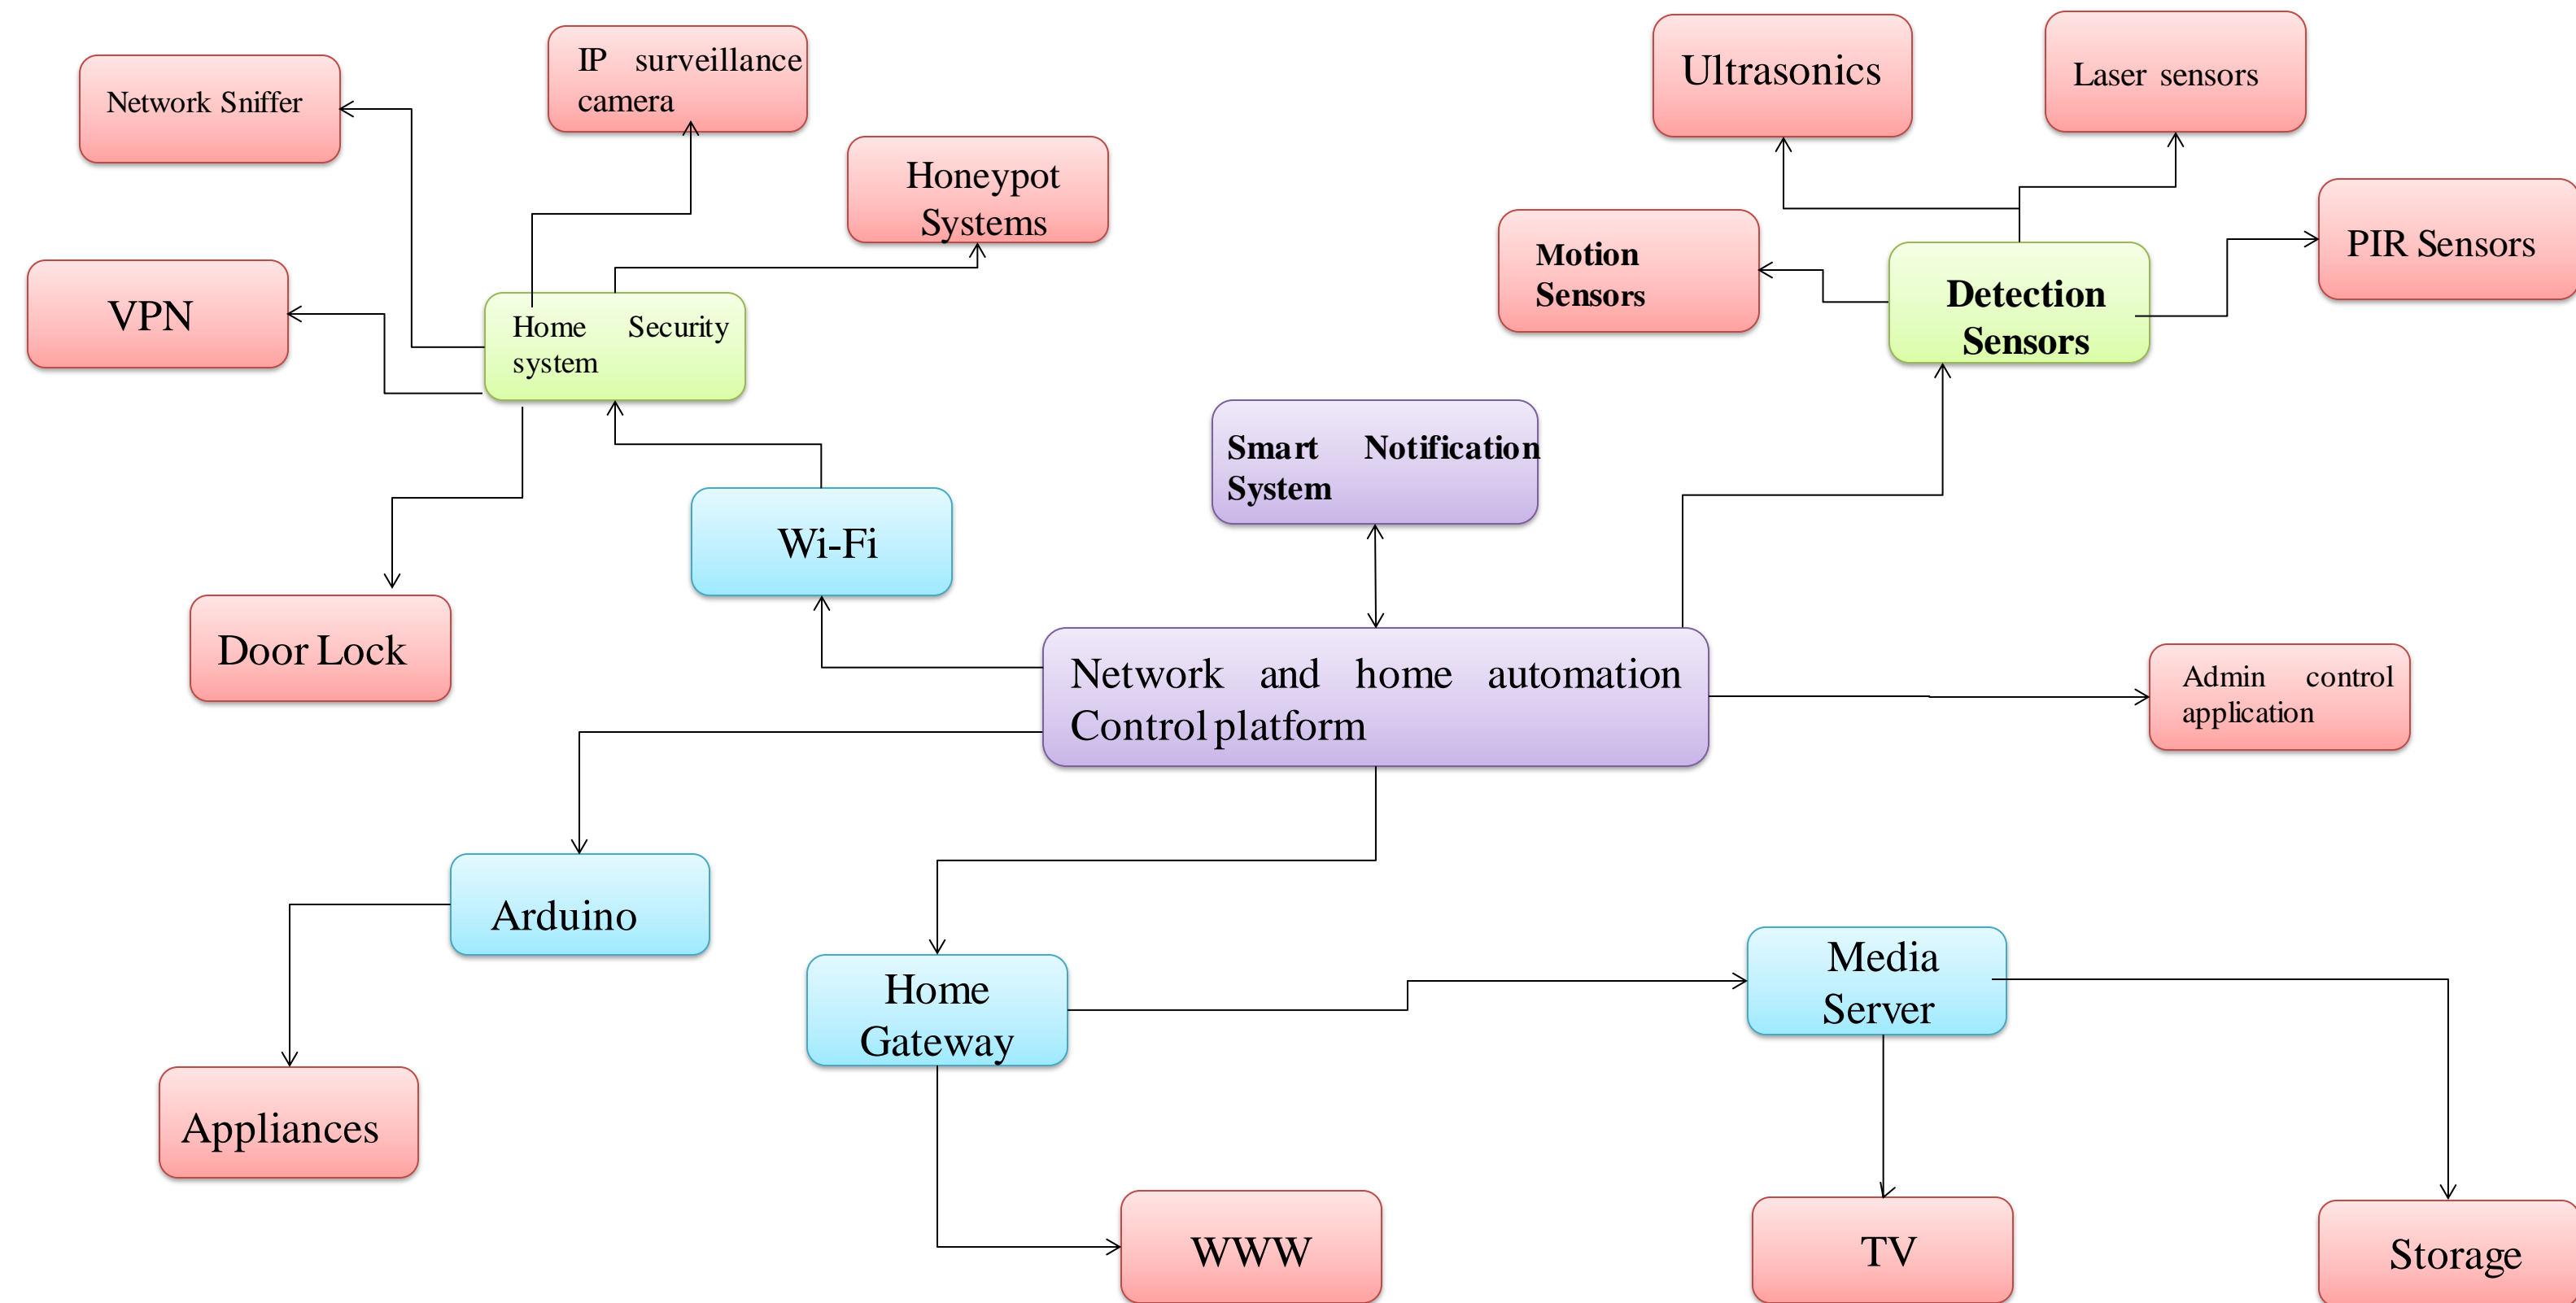 IP surveillance
camera
Ultrasonics
Laser sensors
Network Sniffer
Honeypot
Systems
Motion
Sensors
PIR Sensors
VPN
Home Security
system
Detection
Sensors
Smart Notification
System
Wi-Fi
Door Lock
Network and home automation
Control platform
Admin control
application
Arduino
Home
Gateway
Media
Server
Appliances
WWW
TV
Storage